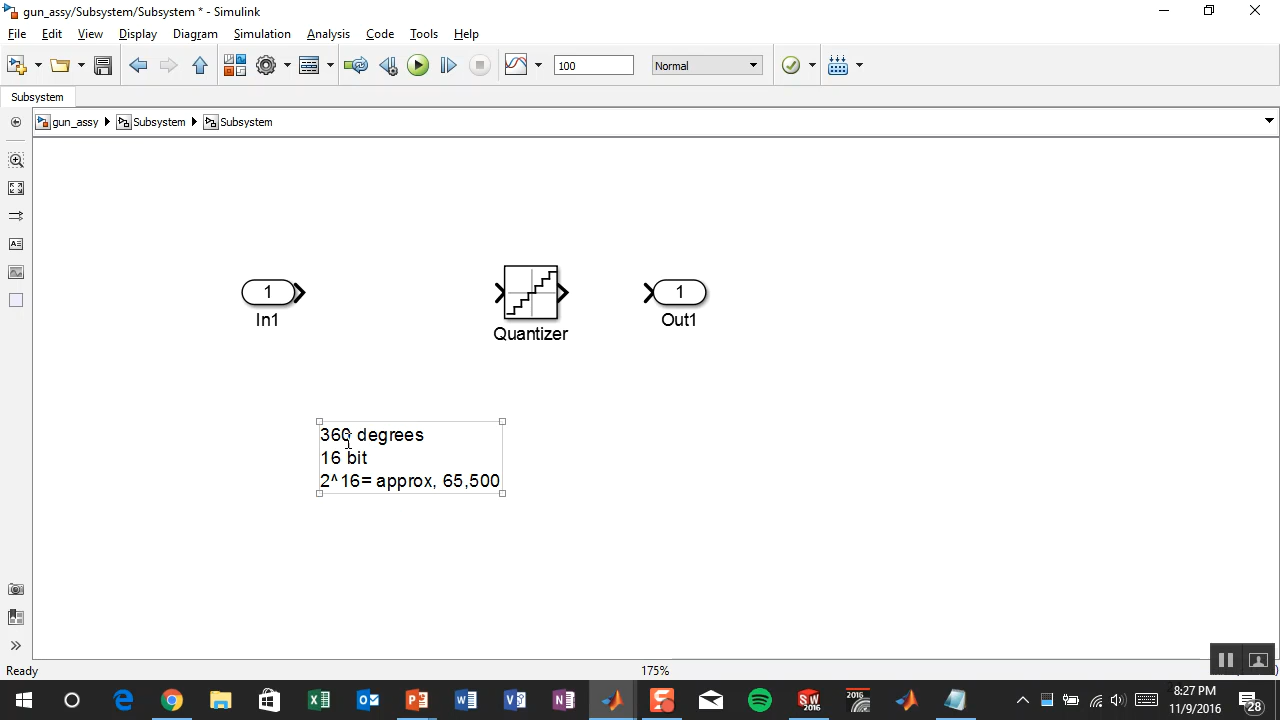 gun_assy/Subsystem/Subsystem * - Simulink
File Edit View Display Diagram Simulation Analysis Code Tools Help
100 Normal
Subsystem
gun_assy Subsystem Subsystem
1 1
In1 Quantizer Out1
360 degrees
16 bit
2^16= approx, 65,500
Ready 175%
8:27 PM
11/9/2016
28